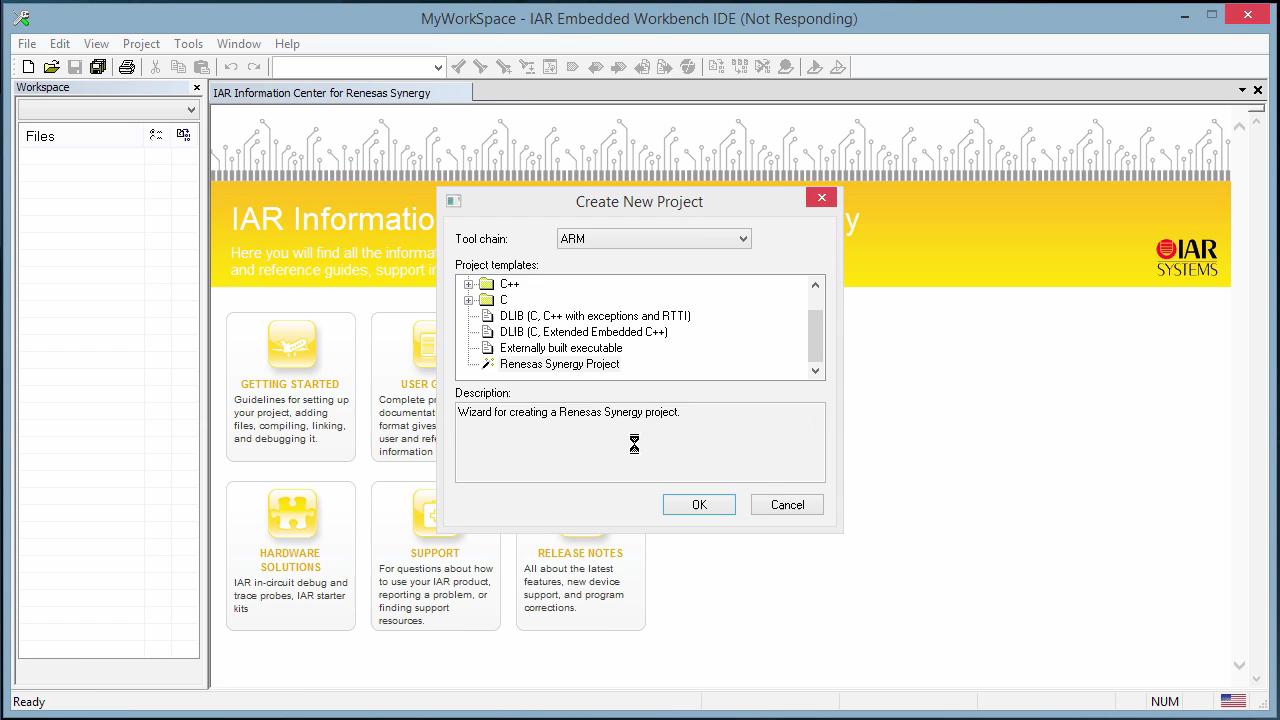 MyWorkSpace - IAR Embedded Workbench IDE (Not Responding)
File Edit View Project Tools Window Help
Workspace
IAR Information Center for Renesas Synergy
Files
IAR Informatio
y
Here you will find all the informa
and reference guides, support i
IAR
SYSTEMS
Create New Project
Tool chain:
ARM
Project templates:
C++
C
DLIB (C, C++ with exceptions and RTTI)
DLIB (C, Extended Embedded C++)
Externally built executable
Renesas Synergy Project
Description:
Wizard for creating a Renesas Synergy project.
OK
Cancel
GETTING STARTED
Guidelines for setting up
your project, adding
files, compiling, linking,
and debugging it.
USER G
Complete pr
documentat
format gives
user and refe
information
HARDWARE
SOLUTIONS
IAR in-circuit debug and
trace probes, IAR starter
kits
SUPPORT
For questions about how
to use your IAR product,
reporting a problem, or
finding support
resources.
RELEASE NOTES
All about the latest
features, new device
support, and program
corrections.
Ready
NUM